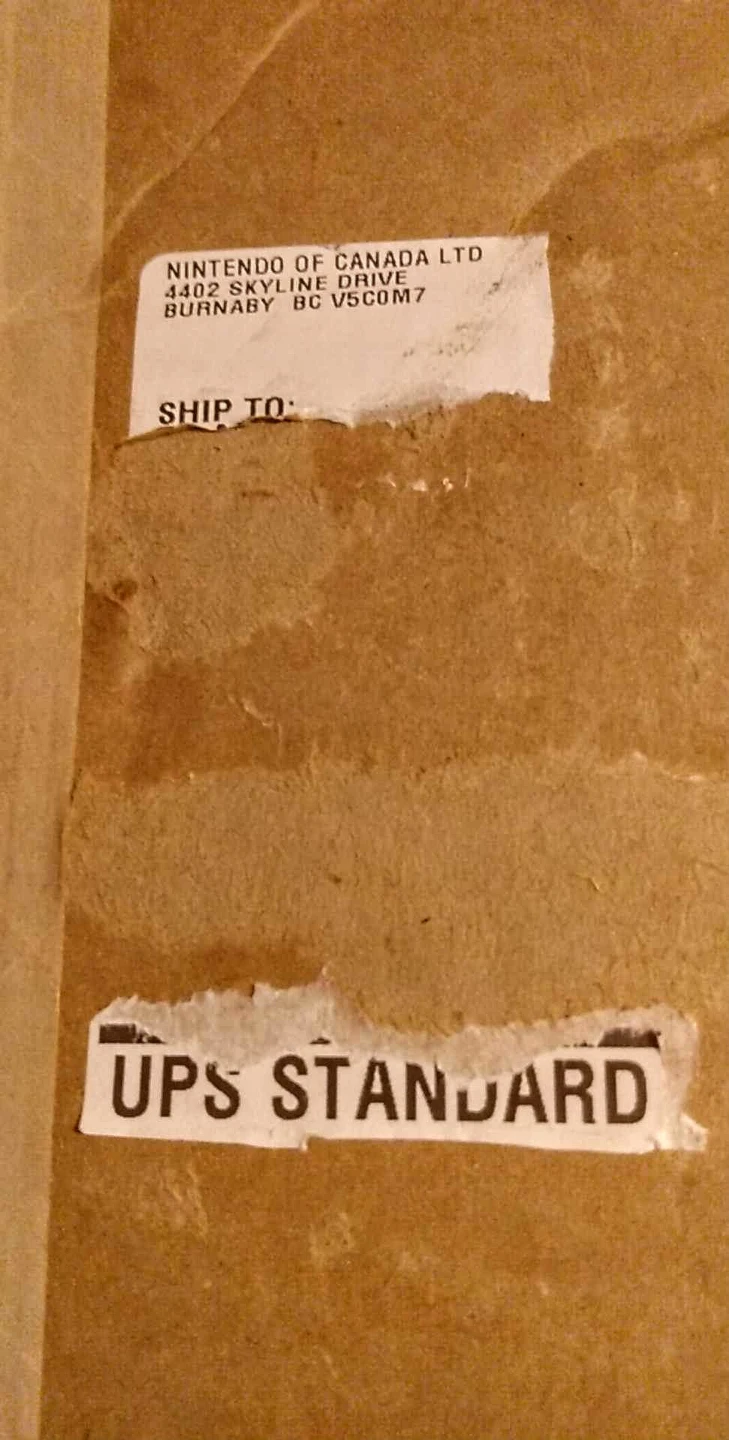 NINTENDO OF CANADA LTD
4402 SKYLINE DRIVE
BURNABY BC V5C0M7
SHIP TO:
UPS STANDARD